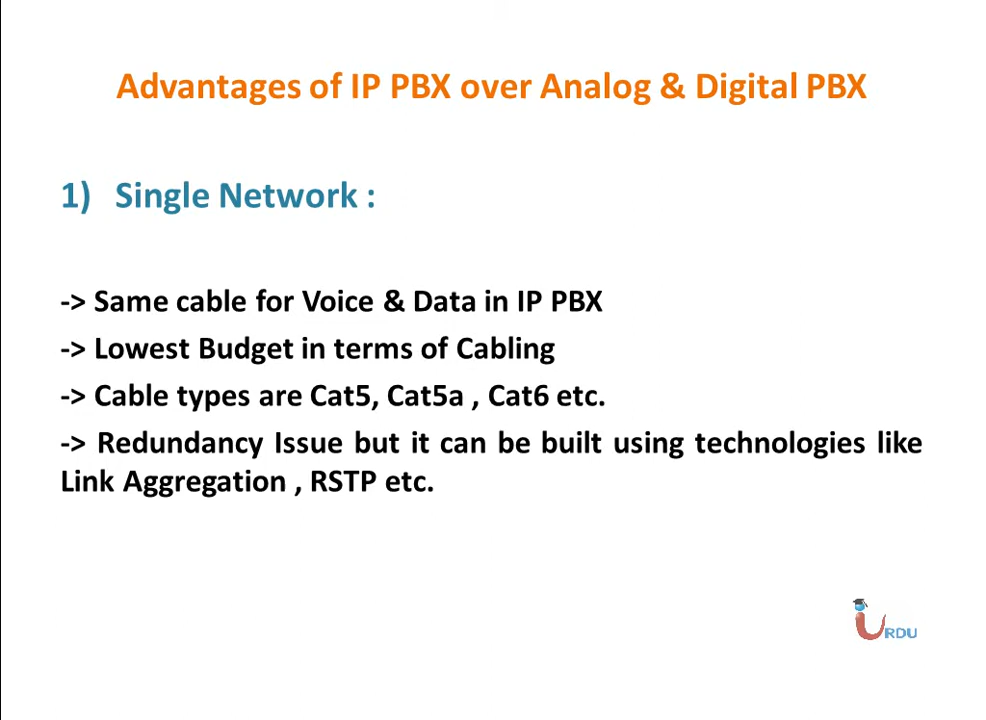 Advantages of IP PBX over Analog & Digital PBX
1) Single Network :
-> Same cable for Voice & Data in IP PBX
-> Lowest Budget in terms of Cabling
-> Cable types are Cat5, Cat5a , Cat6 etc.
-> Redundancy Issue but it can be built using technologies like
Link Aggregation , RSTP etc.
URDU